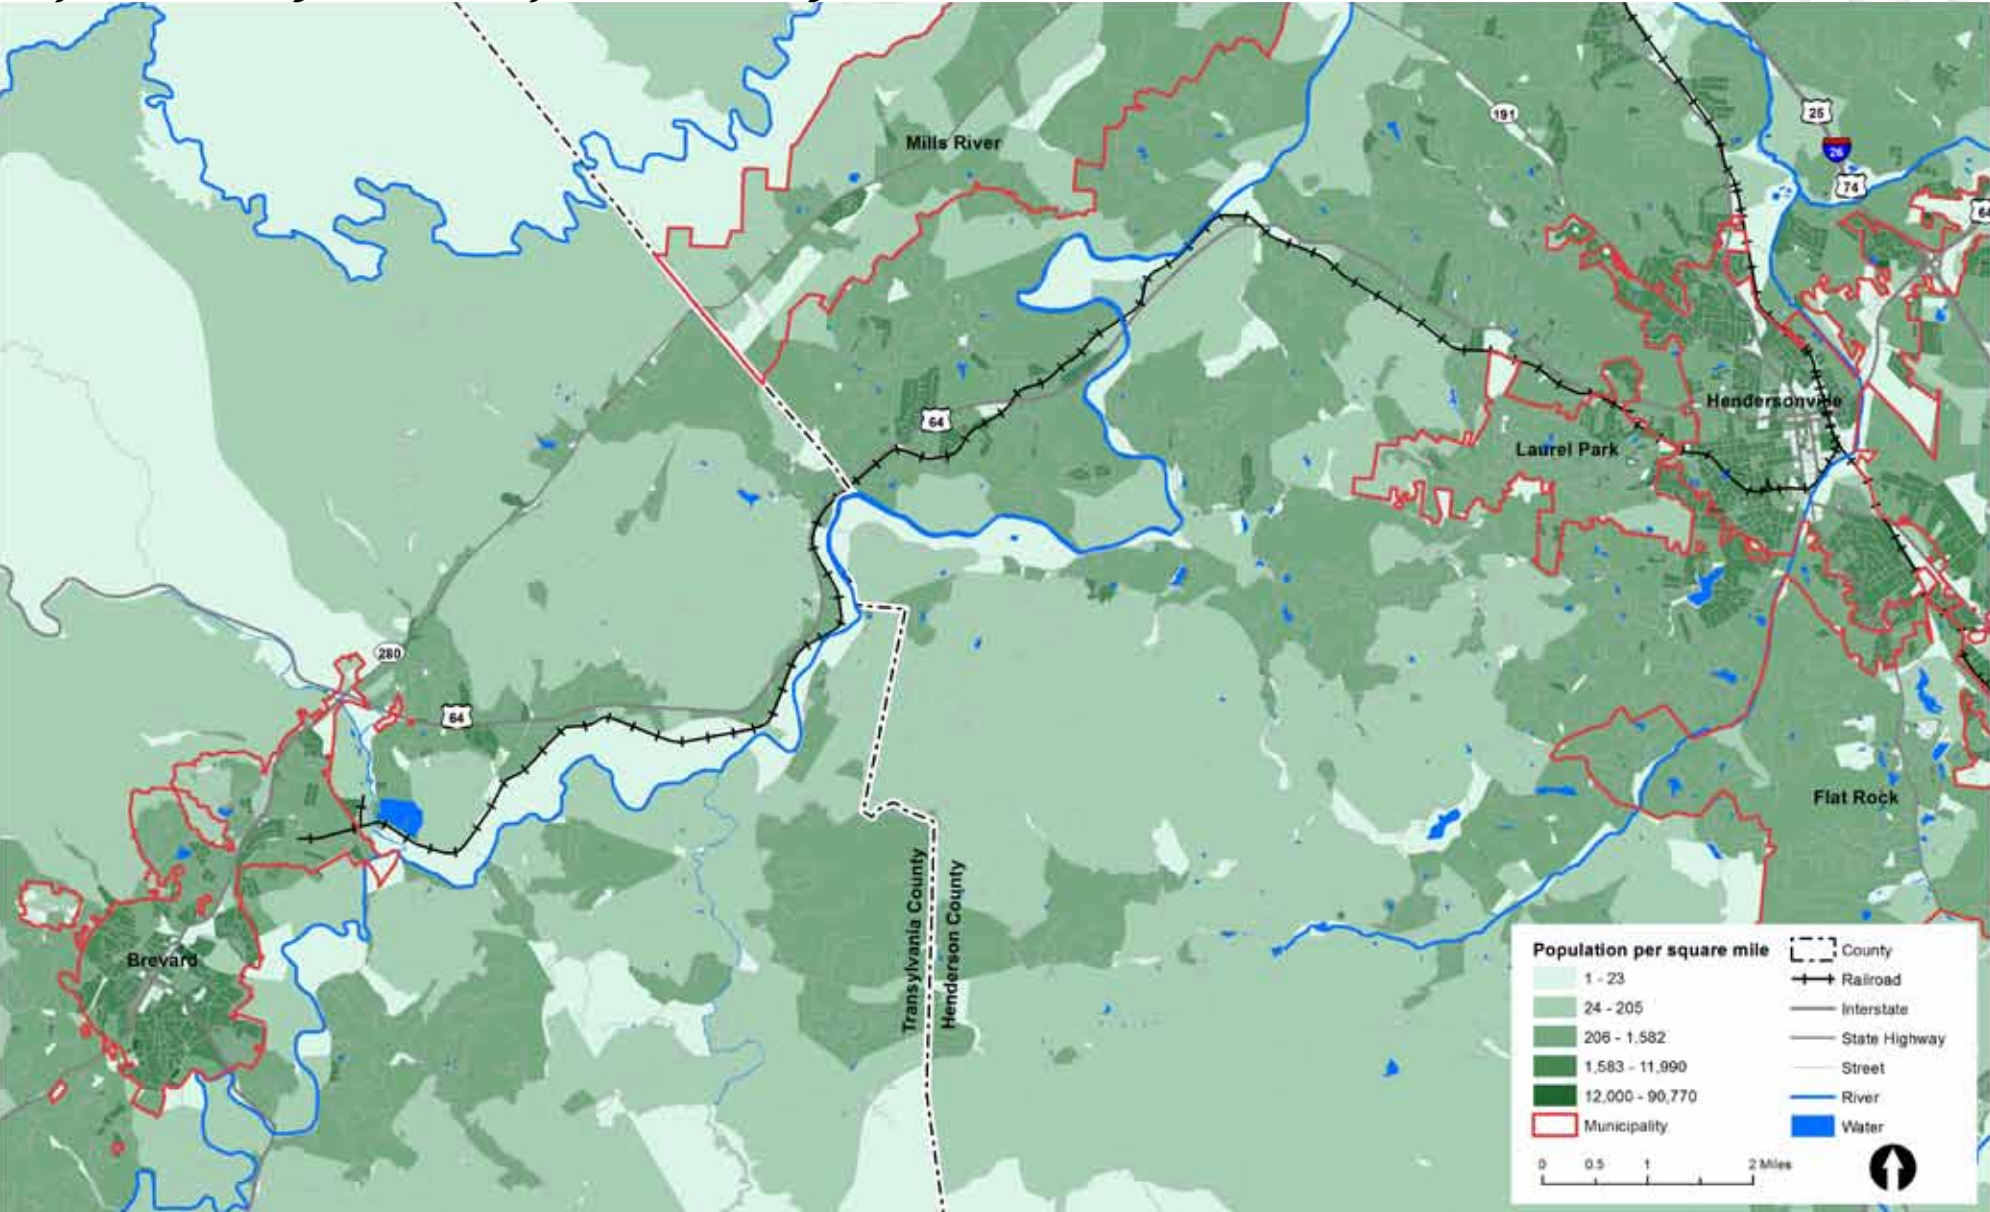 Mills River
191
25
26
74
64
64
Hendersonville
Laurel Park
280
64
Flat Rock
Brevard
Transylvania County
Henderson County
Population per square mile
1 - 23
24 - 205
206 - 1,582
1,583 - 11,990
12,000 - 90,770
Municipality
County
Railroad
Interstate
State Highway
Street
River
Water
0 0.5 1 2 Miles